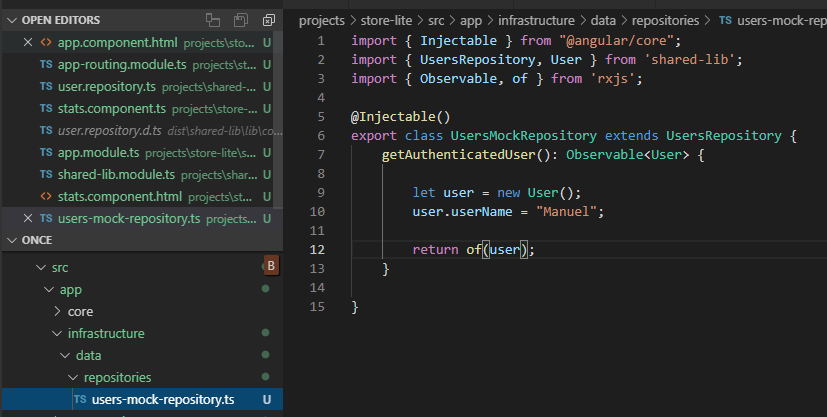 OPEN EDITORS
app.component.html projects\sto... U
TS app-routing.module.ts projects\st... U
TS user.repository.ts projects\shared-... U
TS stats.component.ts projects\store-... U
TS user.repository.d.ts dist\shared-lib\lib\co...
TS app.module.ts projects\store-lite\s... U
TS shared-lib.module.ts projects\shar... U
<> stats.component.html projects\st... U
TS users-mock-repository.ts projects... U
ONCE
src B
app
core
infrastructure
data
repositories
TS users-mock-repository.ts U
projects > store-lite > src > app > infrastructure > data > repositories > TS users-mock-rep
1 import { Injectable } from "@angular/core";
2 import { UsersRepository, User } from 'shared-lib';
3 import { Observable, of } from 'rxjs';
4
5 @Injectable()
6 export class UsersMockRepository extends UsersRepository {
7 getAuthenticatedUser(): Observable<User> {
8
9 let user = new User();
10 user.userName = "Manuel";
11
12 return of(user);
13 }
14
15 }